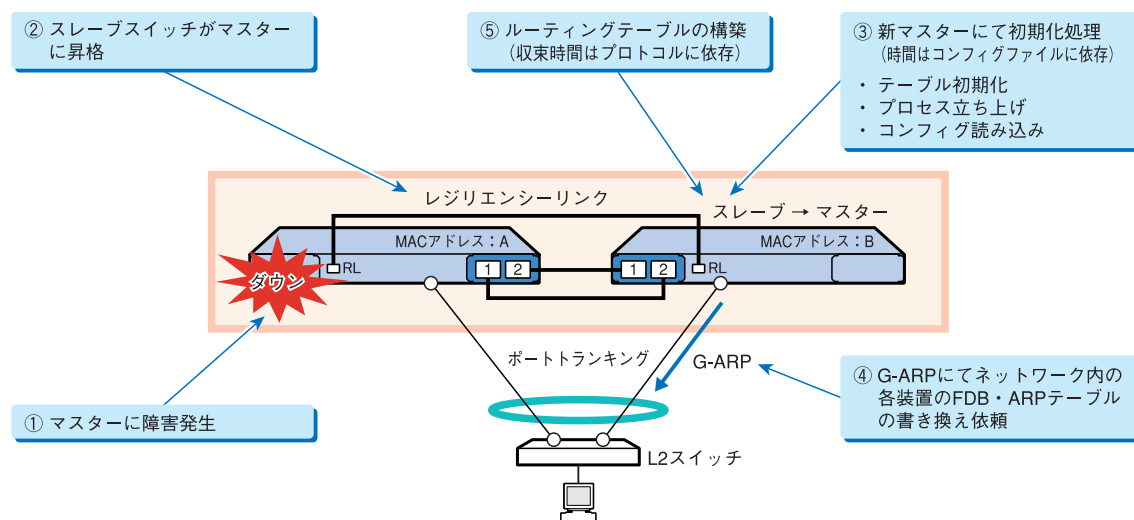 ② スレーブスイッチがマスター
に昇格
⑤ ルーティングテーブルの構築
（収束時間はプロトコルに依存）
③ 新マスターにて初期化処理
（時間はコンフィグファイルに依存）
・ テーブル初期化
・ プロセス立ち上げ
・ コンフィグ読み込み
レジリエンシーリンク
スレーブ → マスター
MACアドレス：A
MACアドレス：B
RL
1 2
1 2
RL
ダウン
ポートトランキング
G-ARP
① マスターに障害発生
④ G-ARPにてネットワーク内の
各装置のFDB・ARPテーブル
の書き換え依頼
L2スイッチ